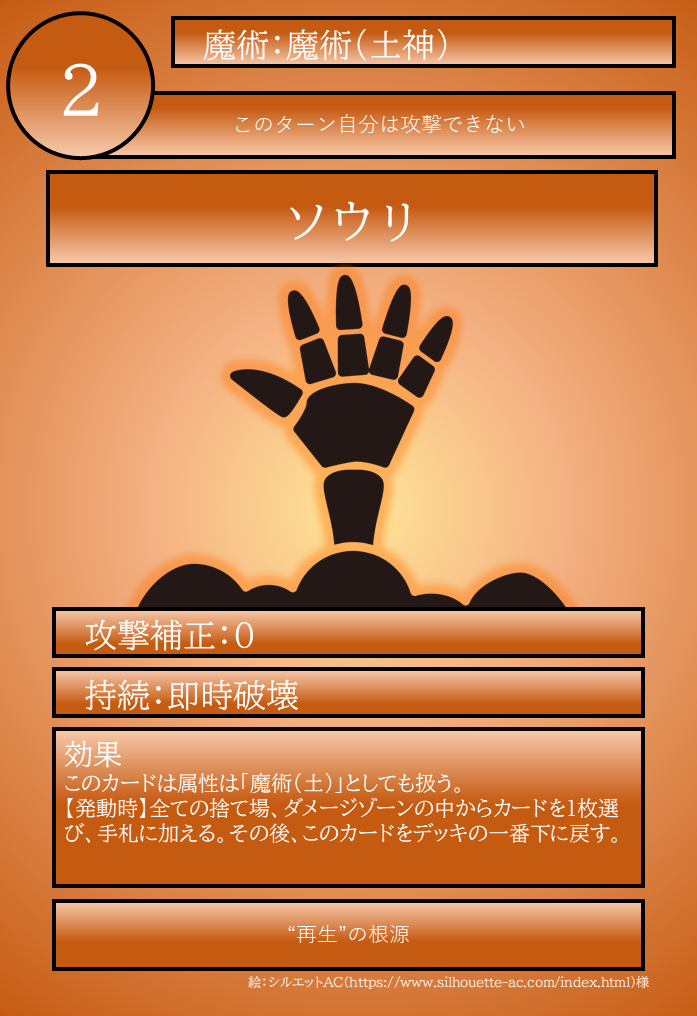 魔術：魔術（土神）
2
このターン自分は攻撃できない
ソウリ
攻撃補正：0
持続：即時破壊
効果
このカードは属性は「魔術（土）」としても扱う。
【発動時】全ての捨て場、ダメージゾーンの中からカードを1枚選
び、手札に加える。その後、このカードをデッキの一番下に戻す。
“再生”の根源
絵：シルエットAC（https://www.silhouette-ac.com/index.html）様